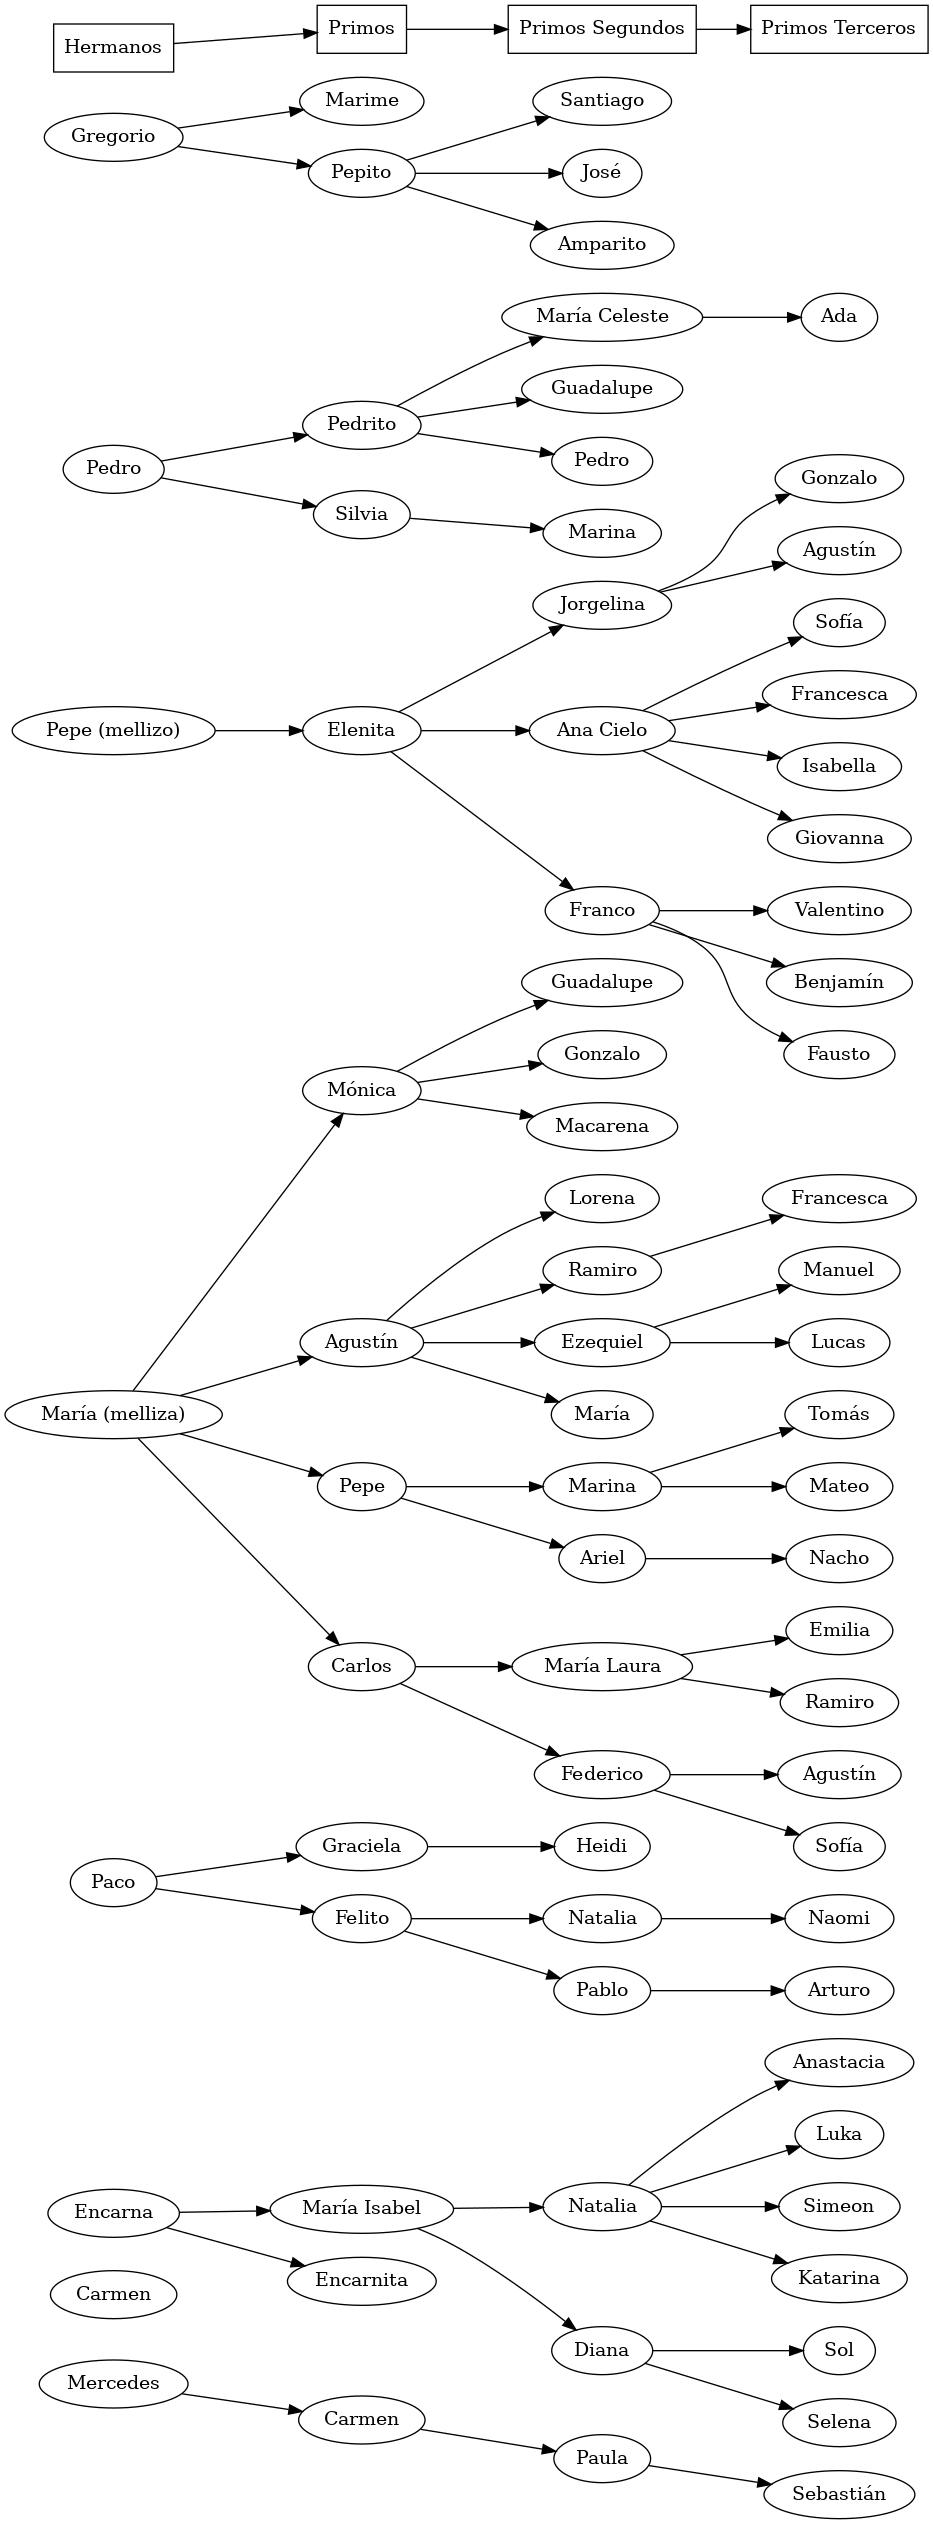 Hermanos
Primos
Primos Segundos
Primos Terceros
Gregorio
Marime
Pepito
Santiago
José
Amparito
Pedro
Pedrito
Silvia
María Celeste
Guadalupe
Pedro
Marina
Ada
Pepe (mellizo)
Elenita
Jorgelina
Ana Cielo
Franco
Gonzalo
Agustín
Sofía
Francesca
Isabella
Giovanna
Valentino
Benjamín
Fausto
María (melliza)
Mónica
Guadalupe
Gonzalo
Macarena
Agustín
Lorena
Ramiro
Ezequiel
María
Francesca
Manuel
Lucas
Pepe
Marina
Ariel
Tomás
Mateo
Nacho
Carlos
María Laura
Federico
Emilia
Ramiro
Agustín
Sofía
Paco
Graciela
Felito
Heidi
Natalia
Pablo
Naomi
Arturo
Encarna
María Isabel
Encarnita
Natalia
Diana
Anastacia
Luka
Simeon
Katarina
Sol
Selena
Carmen
Mercedes
Carmen
Paula
Sebastián